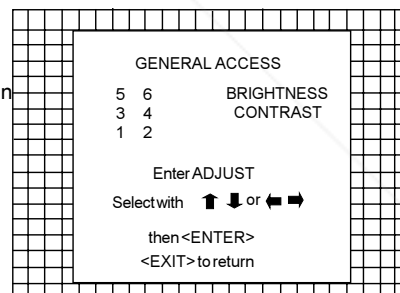 GENERAL ACCESS
n
5 6 BRIGHTNESS
3 4 CONTRAST
1 2
Enter ADJUST
Select with or
then <ENTER>
<EXIT> to return